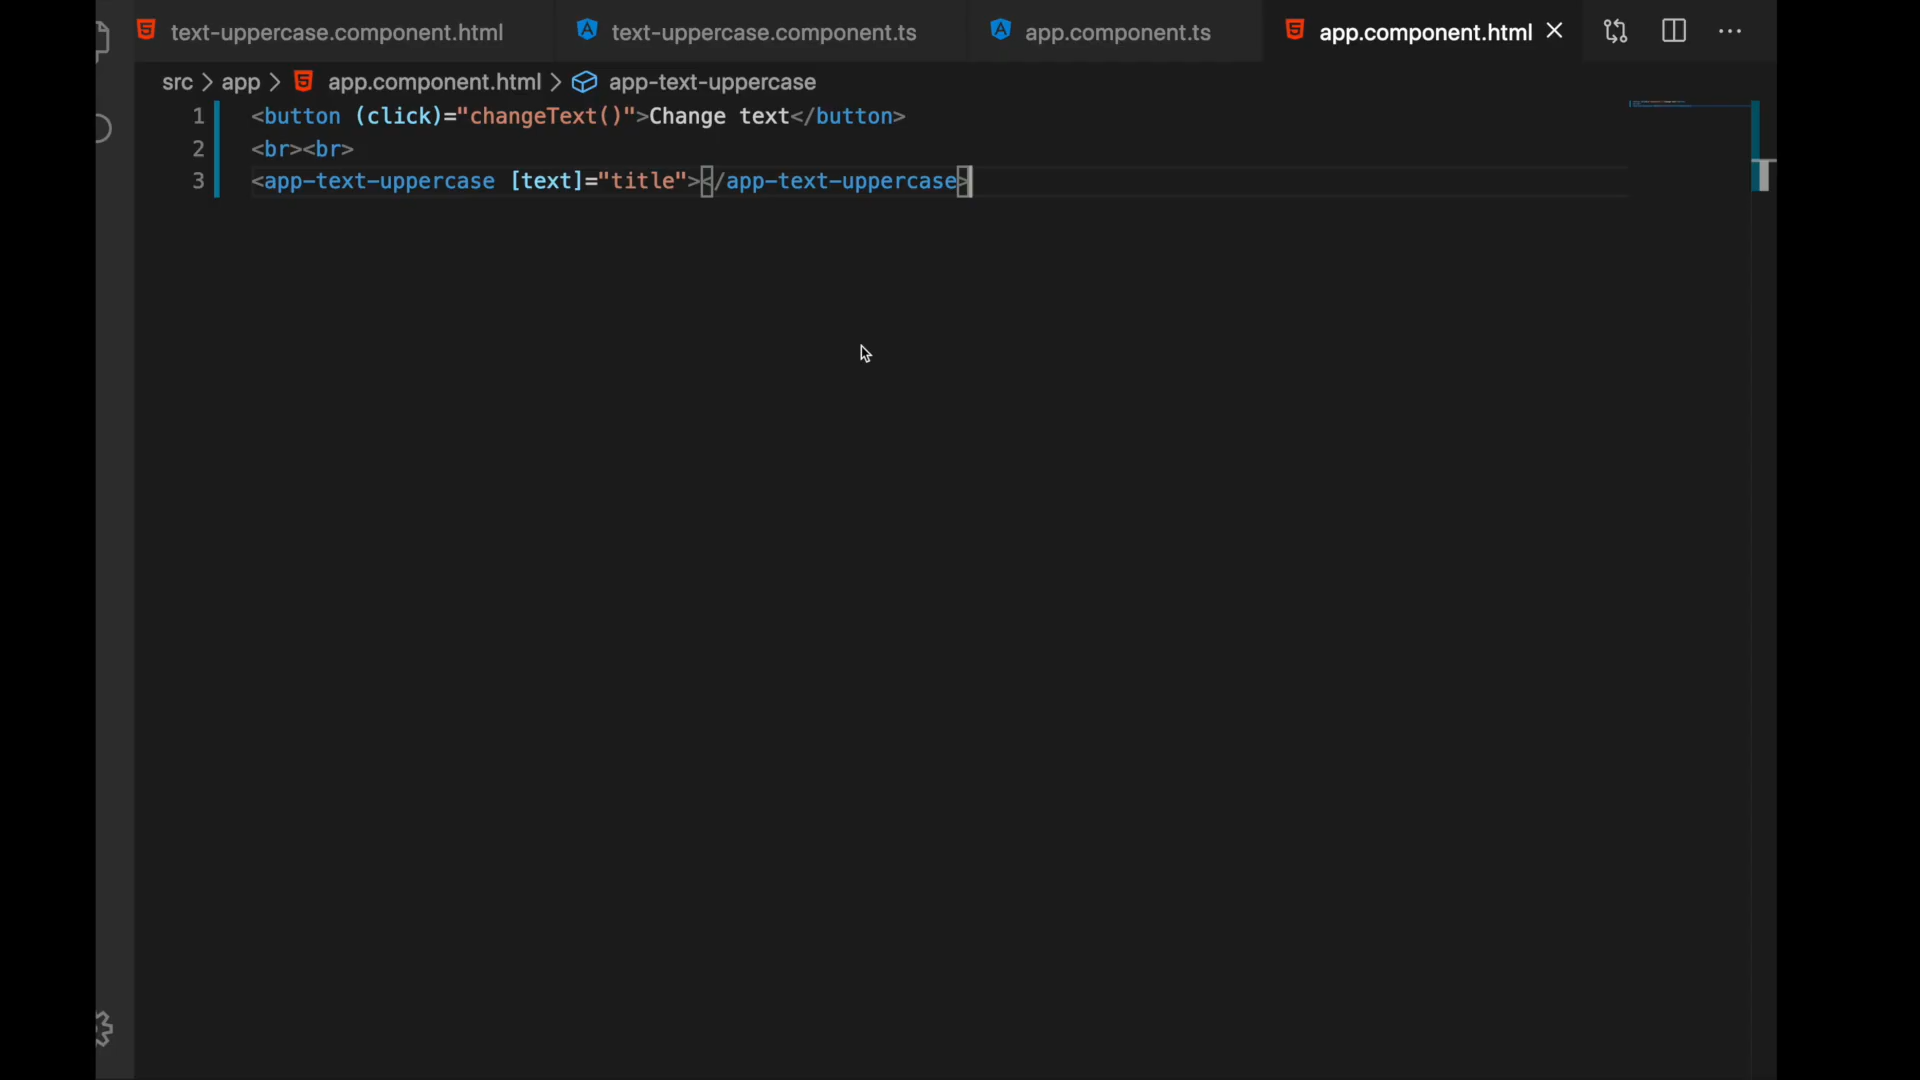 text-uppercase.component.html text-uppercase.component.ts app.component.ts app.component.html
src > app > app.component.html > app-text-uppercase
1 <button (click)="changeText()">Change text</button>
2 <br><br>
3 <app-text-uppercase [text]="title"></app-text-uppercase>